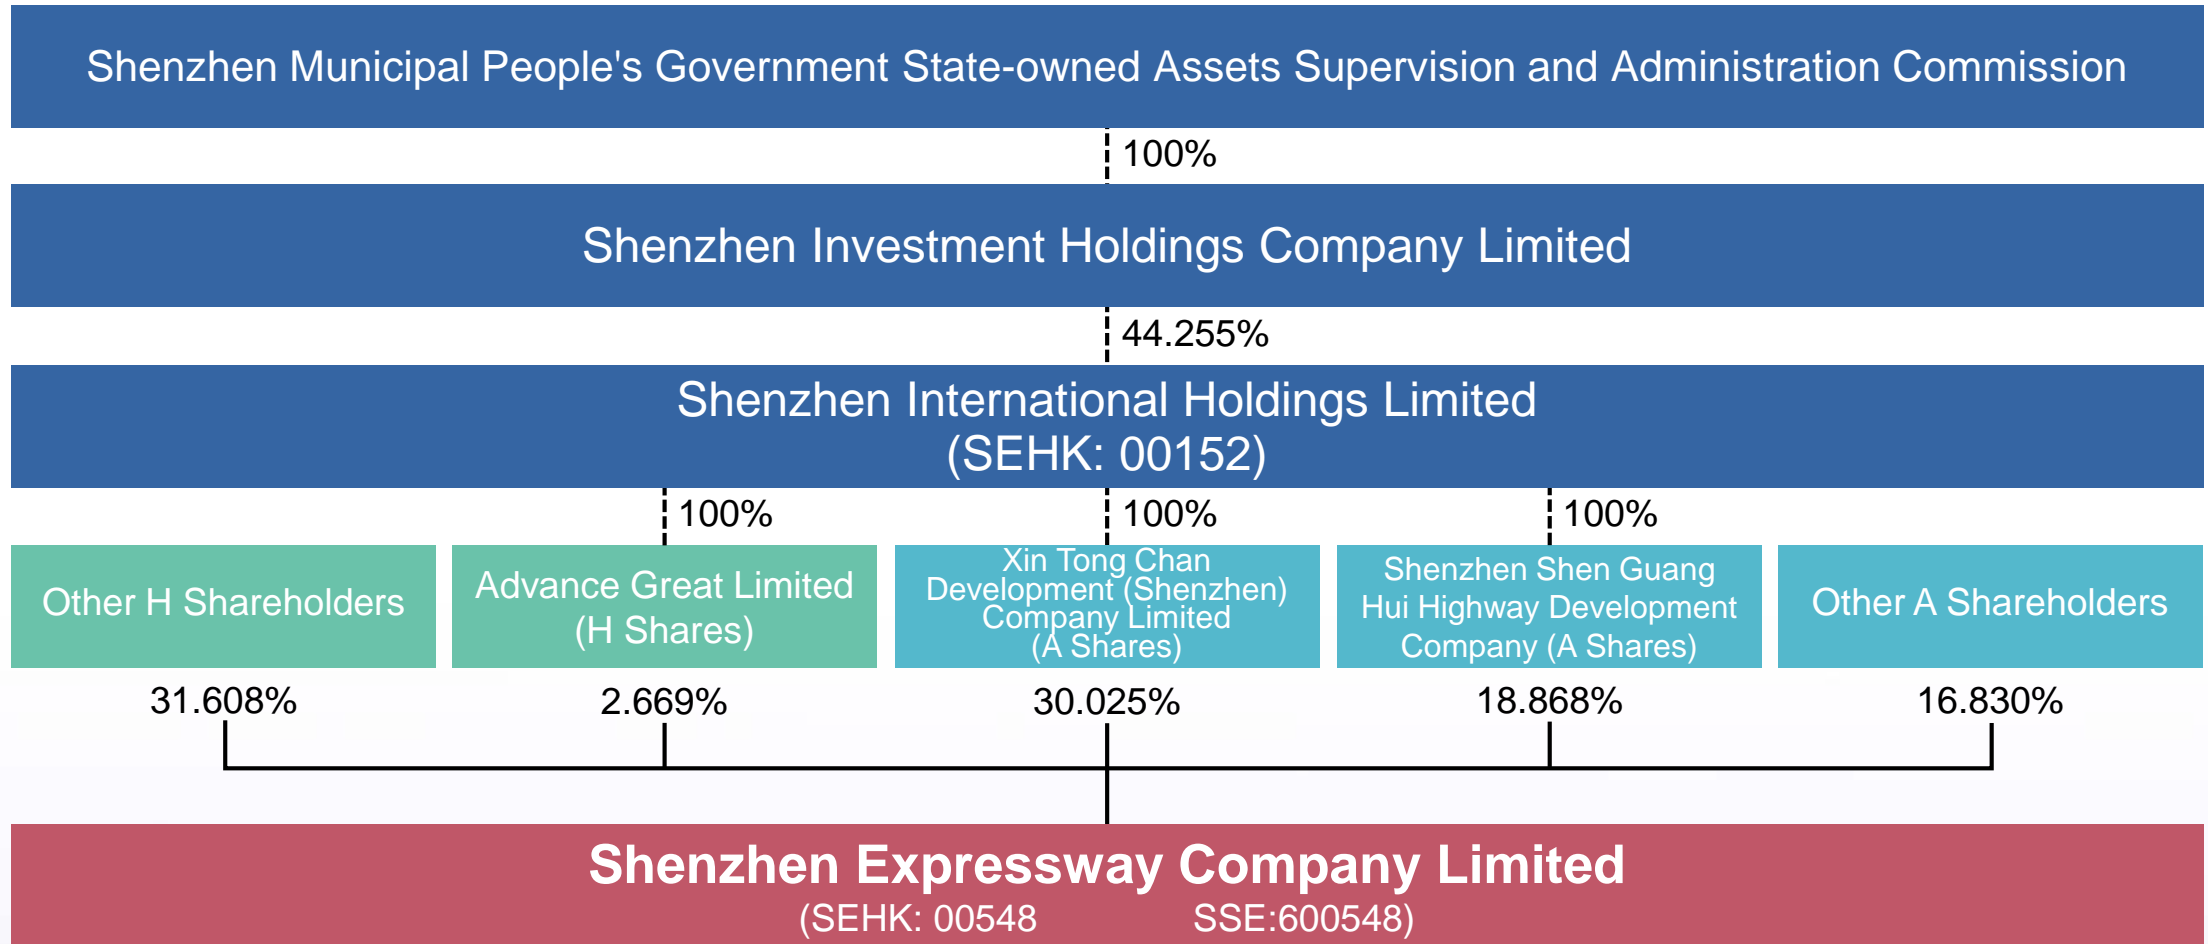 Shenzhen Municipal People's Government State-owned Assets Supervision and Administration Commission
100%
Shenzhen Investment Holdings Company Limited
44.255%
Shenzhen International Holdings Limited
(SEHK: 00152)
100%
100%
100%
Other H Shareholders
Advance Great Limited
(H Shares)
Xin Tong Chan
Development (Shenzhen)
Company Limited
(A Shares)
Shenzhen Shen Guang
Hui Highway Development
Company (A Shares)
Other A Shareholders
31.608%
2.669%
30.025%
18.868%
16.830%
Shenzhen Expressway Company Limited
(SEHK: 00548 SSE:600548)